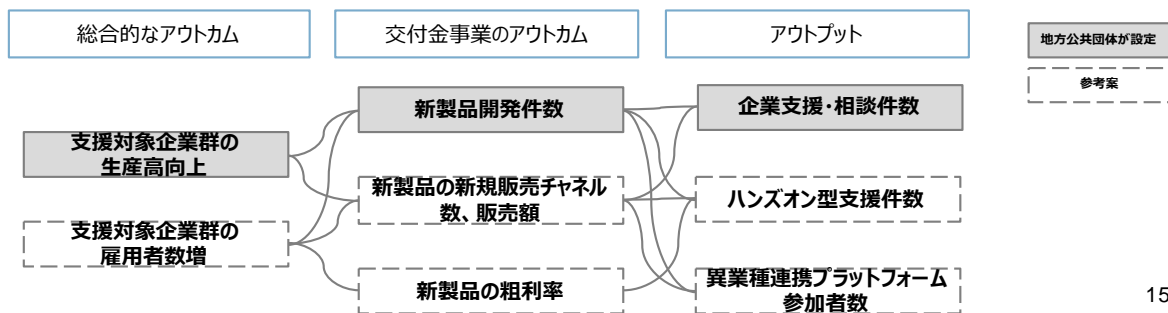 総合的なアウトカム
交付金事業のアウトカム
アウトプット
地方公共団体が設定
参考案
新製品開発件数
企業支援・相談件数
支援対象企業群の
生産高向上
新製品の新規販売チャネル
数、販売額
ハンズオン型支援件数
支援対象企業群の
雇用者数増
新製品の粗利率
異業種連携プラットフォーム
参加者数
15